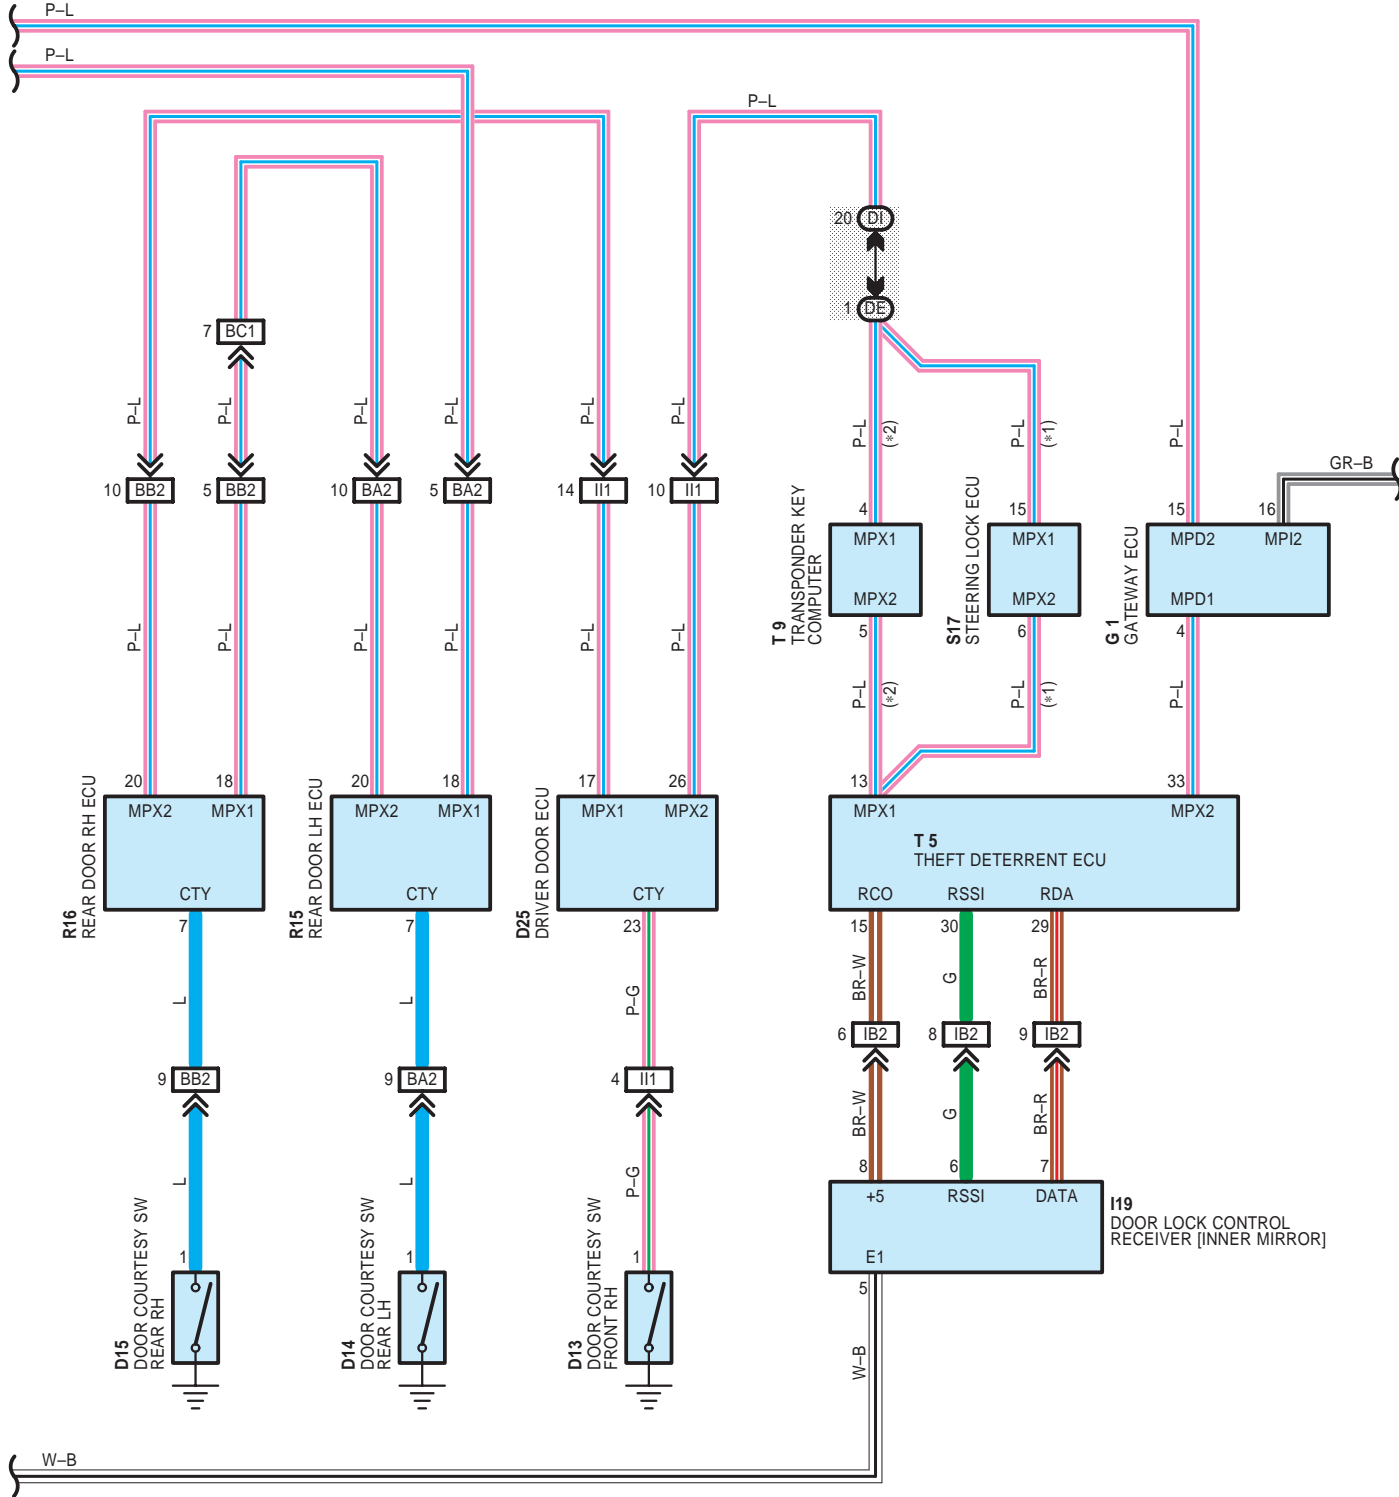 P–L
P–L
P–L
20 DI
1 DE
7 BC1
P–L P–L P–L P–L P–L P–L P–L (*2) P–L (*1) P–L
GR–B
10 BB2 5 BB2 10 BA2 5 BA2 14 II1 10 II1
4 15 15 16
MPX1 MPX1 MPD2 MPI2
MPX2 MPX2 MPD1
5 6 4
T 9
TRANSPONDER KEY
COMPUTER
S17
STEERING LOCK ECU
G 1
GATEWAY ECU
P–L P–L P–L P–L P–L P–L
P–L (*2) P–L (*1) P–L
20 18 20 18 17 26 13 33
MPX2 MPX1 MPX2 MPX1 MPX1 MPX2 MPX1 MPX2
T 5
THEFT DETERRENT ECU
CTY CTY CTY RCO RSSI RDA
R16
REAR DOOR RH ECU
R15
REAR DOOR LH ECU
D25
DRIVER DOOR ECU
7 7 23 15 30 29
L L P–G BR–W G BR–R
6 IB2 8 IB2 9 IB2
9 BB2 9 BA2 4 II1
L L P–G BR–W G BR–R
8 6 7
+5 RSSI DATA
E1
5
I19
DOOR LOCK CONTROL
RECEIVER [INNER MIRROR]
1 1 1
D15
DOOR COURTESY SW
REAR RH
D14
DOOR COURTESY SW
REAR LH
D13
DOOR COURTESY SW
FRONT RH
W–B
W–B